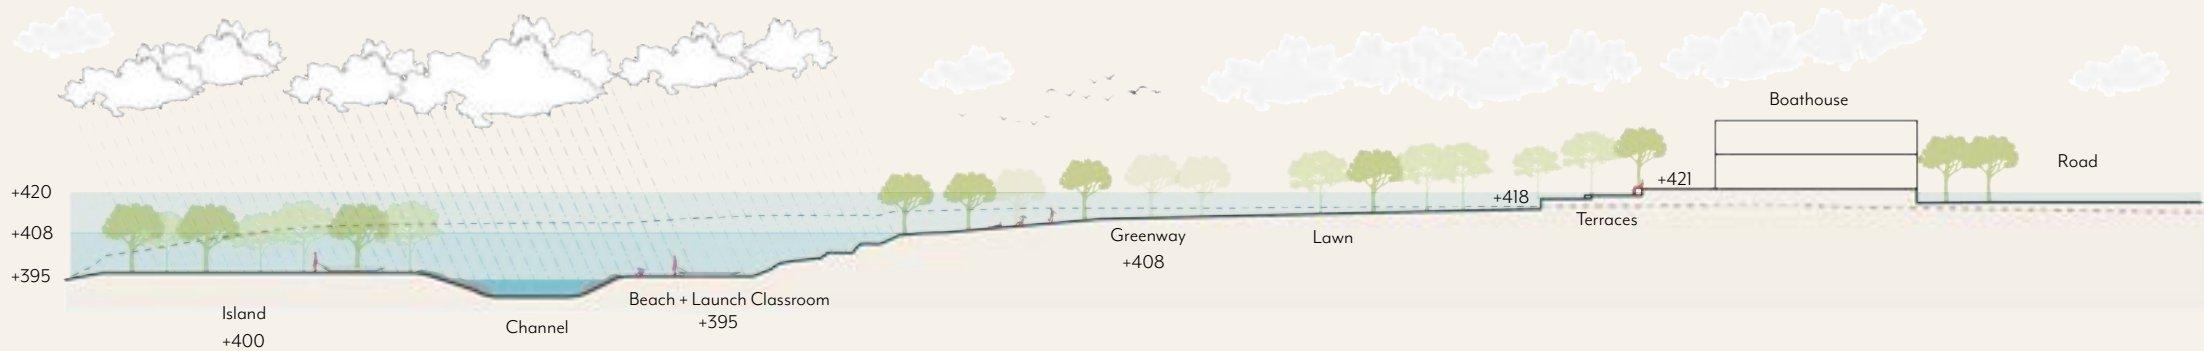 Boathouse
Road
+420
+421
+418
Terraces
+408
Greenway
+408
Lawn
+395
Beach + Launch Classroom
+395
Island
+400
Channel